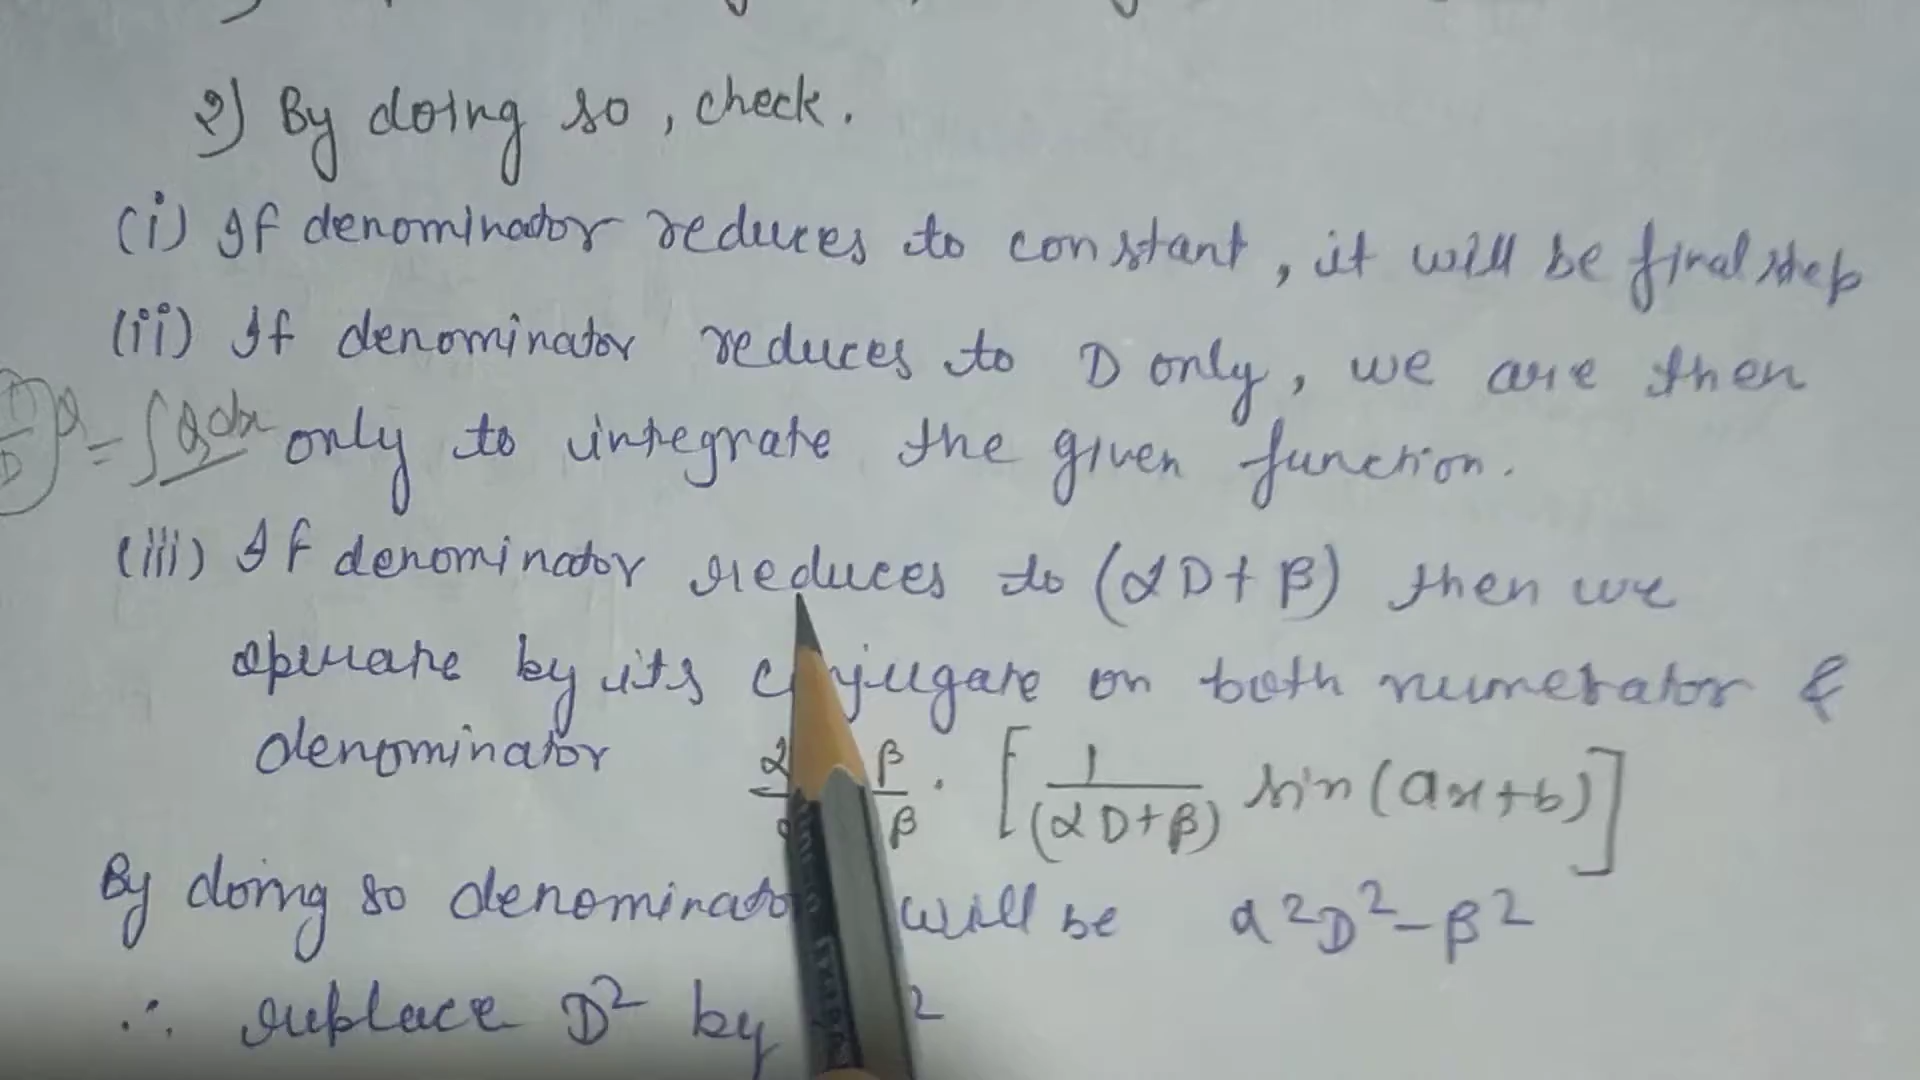 2) By doing so, check.
(i) If denominator reduces to constant, it will be final step
(ii) If denominator reduces to D only, we are then
= ∫ Q dx only to integrate the given function.
(iii) If denominator reduces to (αD+β) then we
operate by its conjugate on both numerator &
denominator β/β · [1/(αD+β) sin(ax+b)]
By doing so denominator will be α²D²-β²
∴ replace D² by ²